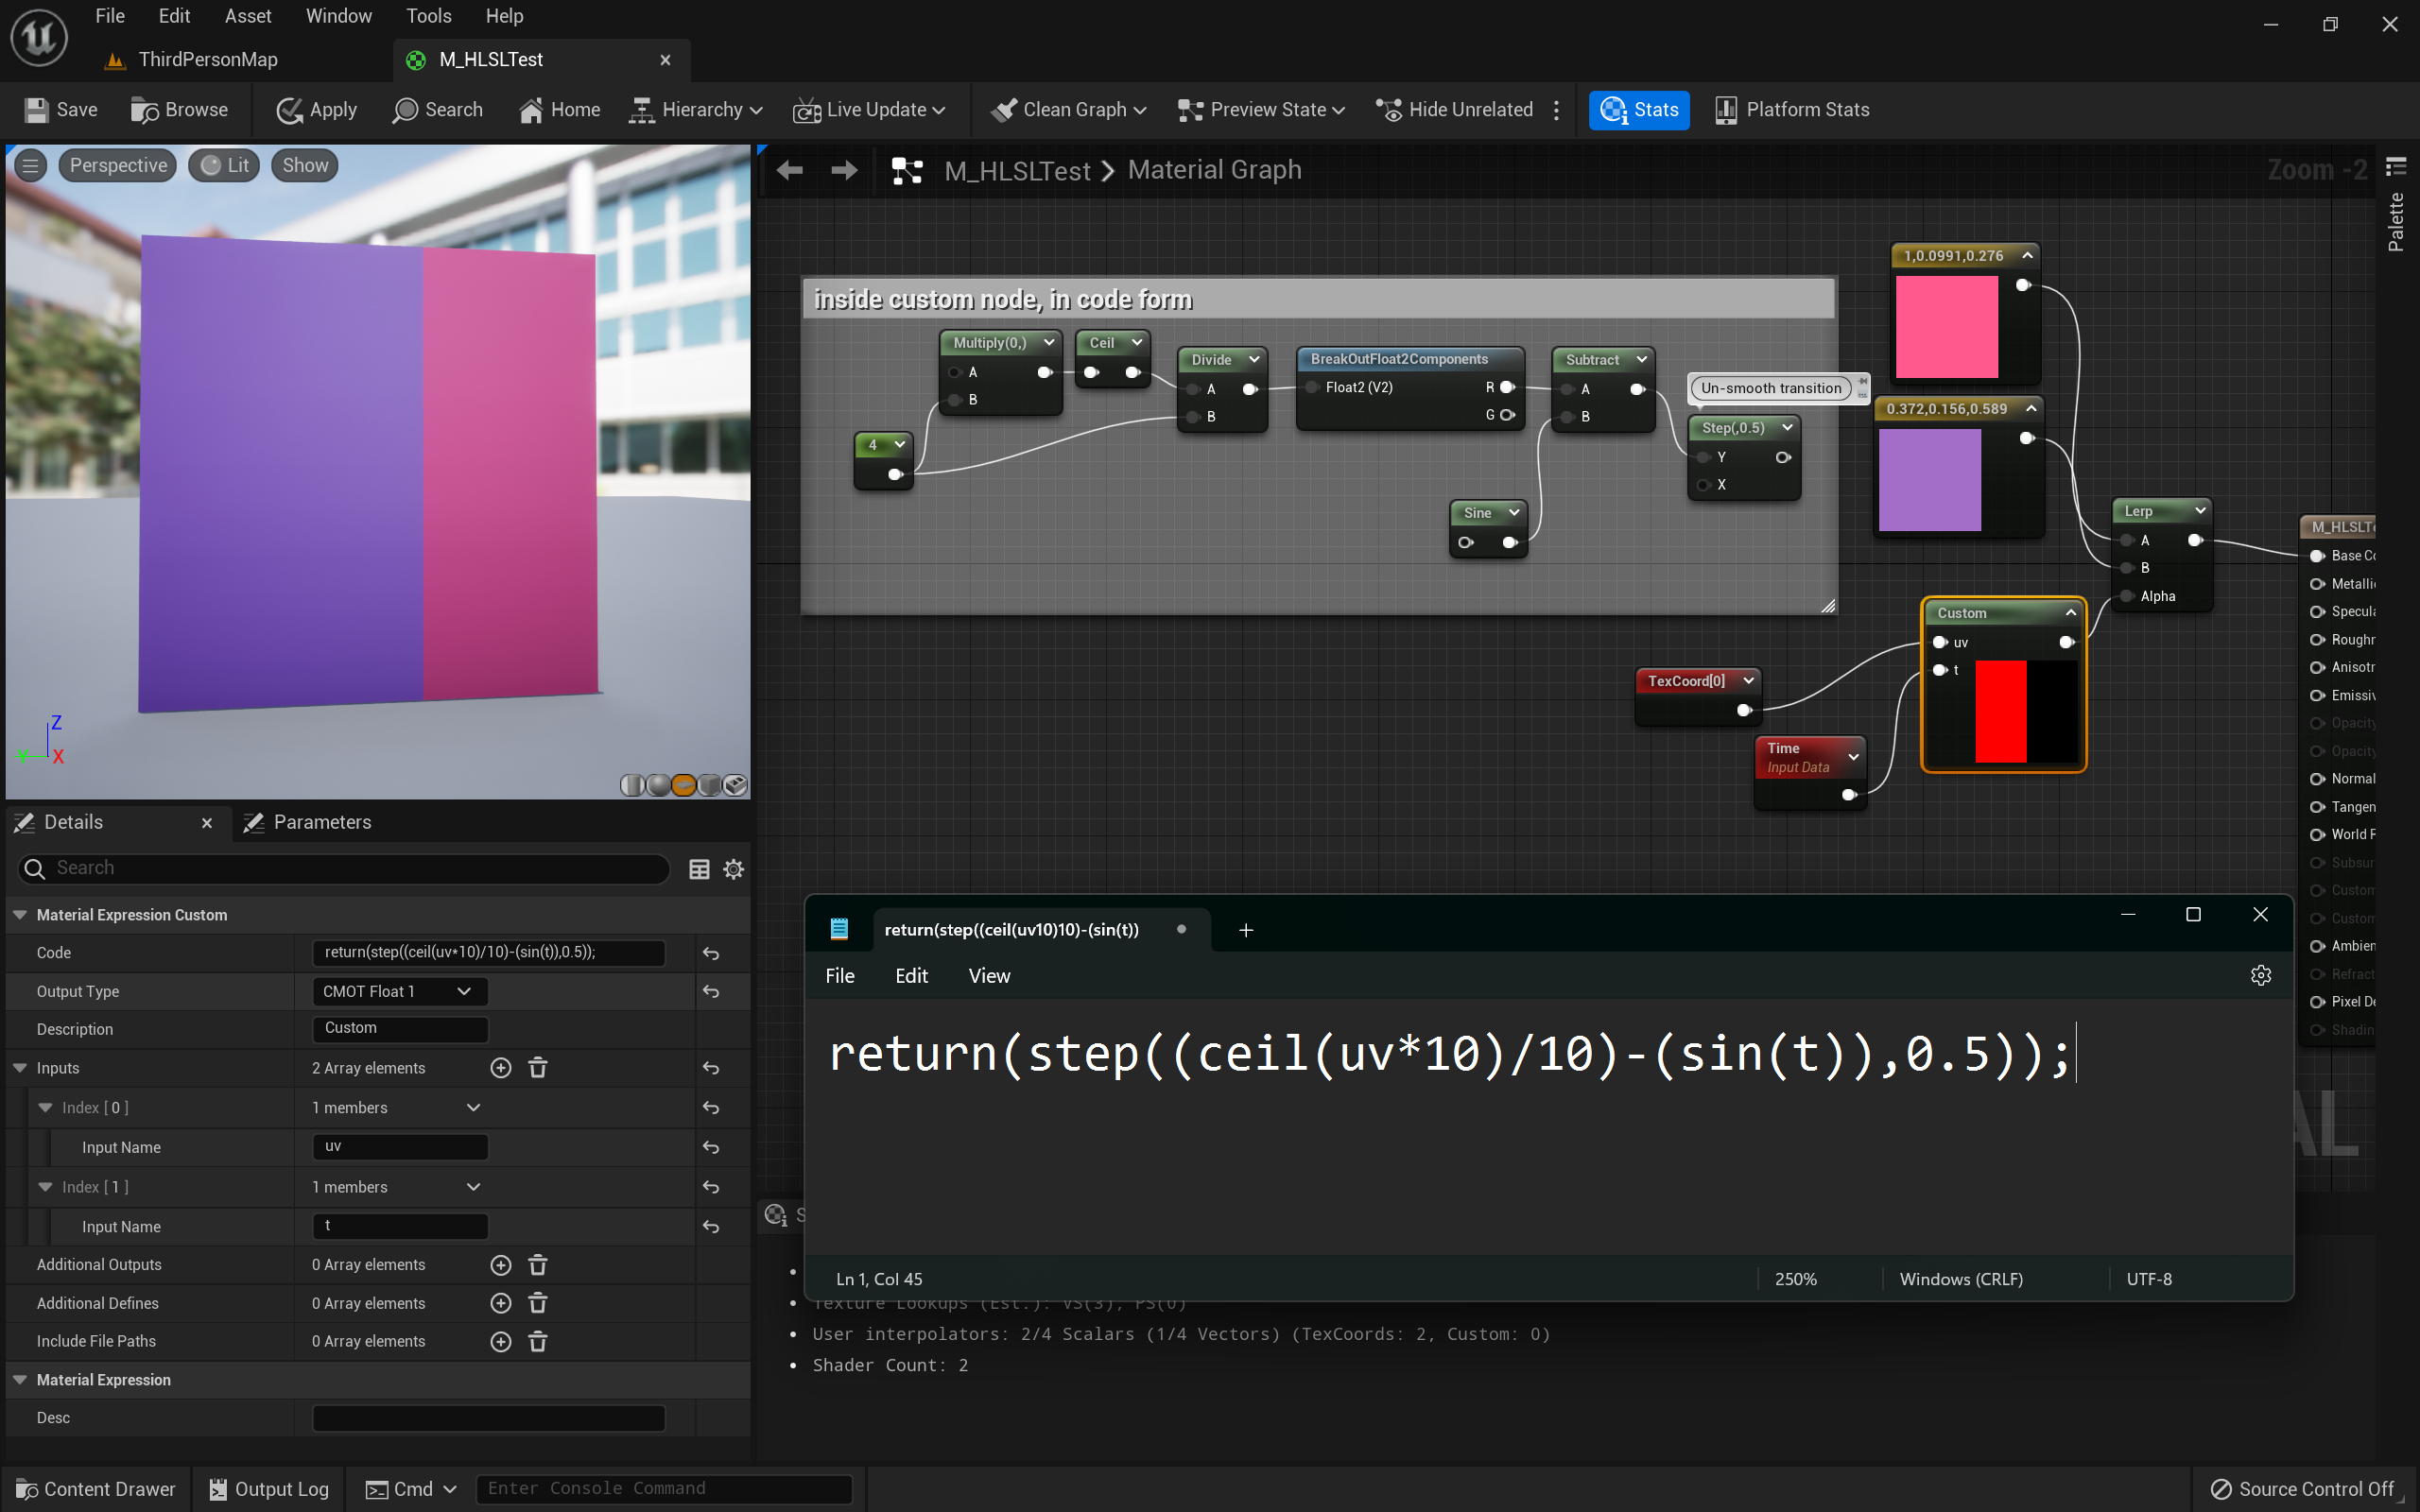 File Edit Asset Window Tools Help
ThirdPersonMap
M_HLSLTest
Save Browse Apply Search Home Hierarchy Live Update Clean Graph Preview State Hide Unrelated Stats Platform Stats
Perspective Lit Show
Z
Y X
M_HLSLTest > Material Graph
Zoom -2
Palette
inside custom node, in code form
Multiply(0,)
A
B
Ceil
4
Divide
A
B
BreakOutFloat2Components
Float2 (V2) R
G
Subtract
A
B
Sine
Un-smooth transition
Step(,0.5)
Y
X
1,0.0991,0.276
0.372,0.156,0.589
Lerp
A
B
Alpha
Custom
uv
t
TexCoord[0]
Time
Input Data
M_HLSLTe
Base Co
Metallic
Specula
Roughn
Anisotr
Emissiv
Opacity
Opacity
Normal
Tangen
World P
Subsur
Custom
Custom
Ambien
Refract
Pixel De
Shadin
Details Parameters
Search
Material Expression Custom
Code return(step((ceil(uv*10)/10)-(sin(t)),0.5));
Output Type CMOT Float 1
Description Custom
Inputs 2 Array elements
Index [ 0 ] 1 members
Input Name uv
Index [ 1 ] 1 members
Input Name t
Additional Outputs 0 Array elements
Additional Defines 0 Array elements
Include File Paths 0 Array elements
Material Expression
Desc
return(step((ceil(uv10)10)-(sin(t))
File Edit View
return(step((ceil(uv*10)/10)-(sin(t)),0.5));
Ln 1, Col 45 250% Windows (CRLF) UTF-8
AL
S
Texture Lookups (Est.): VS(3), PS(0)
User interpolators: 2/4 Scalars (1/4 Vectors) (TexCoords: 2, Custom: 0)
Shader Count: 2
Content Drawer Output Log Cmd Enter Console Command Source Control Off